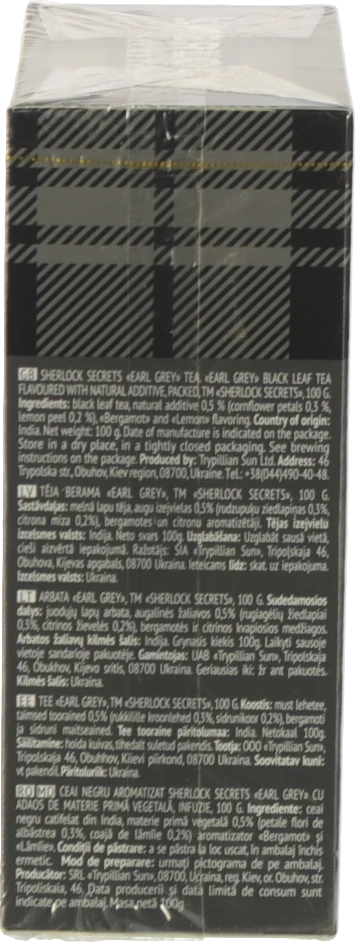 GB SHERLOCK SECRETS «EARL GREY» TEA, «EARL GREY» BLACK LEAF TEA
FLAVOURED WITH NATURAL ADDITIVE, PACKED, TM «SHERLOCK SECRETS», 100 G.
Ingredients: black leaf tea, natural additive 0,5 % (cornflower petals 0,3 %,
lemon peel 0,2 %), «Bergamot» and «Lemon» flavoring. Country of origin:
India. Net weight: 100 g. Date of manufacture is indicated on the package.
Store in a dry place, in a tightly closed packaging. See brewing
instructions on the package. Produced by: Trypillian Sun Ltd. Address: 46
Trypolska str., Obuhov, Kiev region, 08700, Ukraine. Tel.: +38(044)490-40-48.
LV TĒJA BERAMA «EARL GREY», TM «SHERLOCK SECRETS», 100 G.
Sastāvdaļas: melnā lapu tēja, augu izejvielas 0,5% (rudzupuķu ziedlapiņas 0,3%,
citrona miza 0,2%), bergamotes un citronu aromatizētāji. Tējas izejvielu
izcelsmes valsts: Indija. Neto svars 100g. Uzglabāšana: Uzglabāt sausā vietā,
cieši aizvērtā iepakojumā. Ražotājs: SIA «Trypillian Sun», Tripoļskaja 46,
Obuhova, Kijevas apgabals, 08700 Ukraina. Ieteicams līdz: skat. uz iepakojuma.
Izcelsmes valsts: Ukraina.
LT ARBATA «EARL GREY», TM «SHERLOCK SECRETS», 100 G. Sudedamosios
dalys: juodųjų lapų arbata, augalinės žaliavos 0,5% (rugiagėlių žiedlapiai
0,3%, citrinos žievelės 0,2%), bergamotės ir citrinos kvapiosios medžiagos.
Arbatos žaliavų kilmės šalis: Indija. Grynasis kiekis 100g. Laikyti sausoje
vietoje sandarioje pakuotėje. Gamintojas: UAB «Trypillian Sun», Tripolskaja
46, Obukhov, Kijevo sritis, 08700 Ukraina. Geriausias iki: žr ant pakuotės.
Kilmės šalis: Ukraina.
EE TEE «EARL GREY», TM «SHERLOCK SECRETS», 100 G. Koostis: must lehetee,
taimsed toorained 0,5% (rukkilille kroonlehed 0,3%, sidrunikoor 0,2%), bergamoti
ja sidruni maitseained. Tee tooraine päritolumaa: India. Netokaal 100g.
Säilitamine: hoida kuivas, tihedalt suletud pakendis. Tootja: OOO «Trypillian Sun»,
Tripolskaja 46, Obuhhov, Kiievi piirkond, 08700 Ukraina. Soovitatav kuni:
vt pakendil. Päritoluriik: Ukraina.
RO MD CEAI NEGRU AROMATIZAT SHERLOCK SECRETS «EARL GREY» CU
ADAOS DE MATERIE PRIMĂ VEGETALĂ, INFUZIE, 100 G. Ingrediente: ceai
negru catifelat din India, materie primă vegetală 0,5% (petale flori de
albăstrea 0,3%, coajă de lămîie 0,2%) aromatizator «Bergamot» și
«Lămîie». Condiții de păstrare: a se păstra la loc uscat, în ambalaj închis
ermetic. Mod de preparare: urmați pictograma de pe ambalaj.
Producător: SRL «Trypillian Sun», 08700, Ucraina, reg. Kiev, or. Obuhov, str.
Tripoliskaia, 46. Data producerii și data limită de consum sunt
indicate pe ambalaj. Masa netă 100g